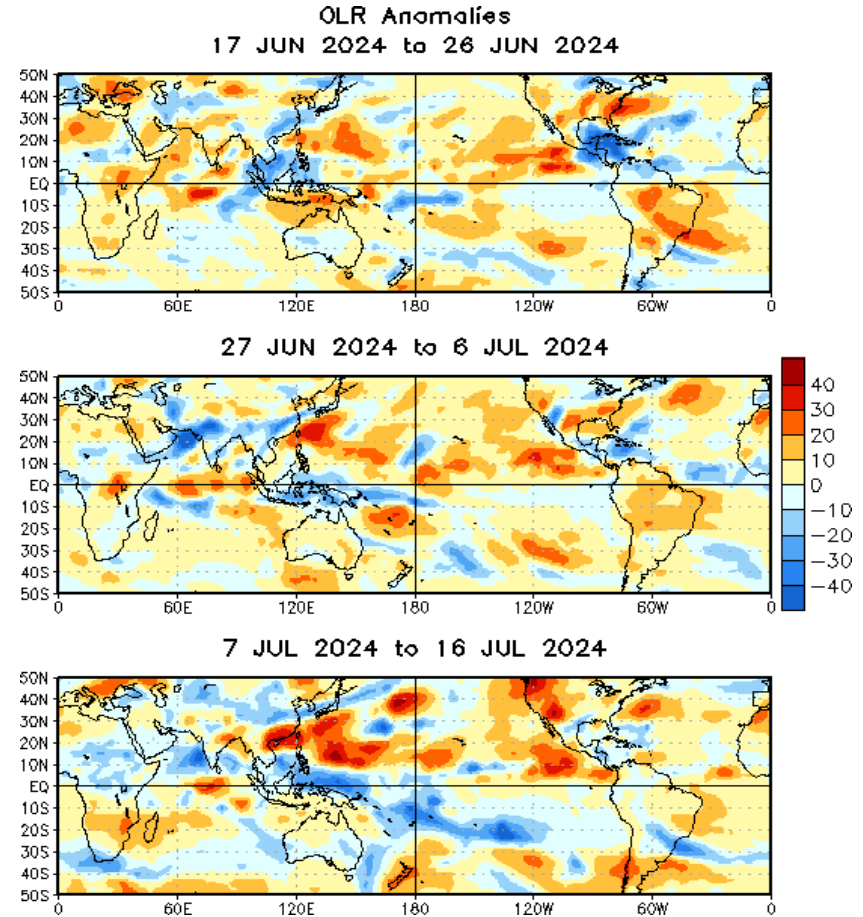 OLR Anomalies
17 JUN 2024 to 26 JUN 2024
50N
40N
30N
20N
10N
EQ
10S
20S
30S
40S
50S
0 60E 120E 180 120W 60W 0
27 JUN 2024 to 6 JUL 2024
50N
40N
30N
20N
10N
EQ
10S
20S
30S
40S
50S
0 60E 120E 180 120W 60W 0
40
30
20
10
0
-10
-20
-30
-40
7 JUL 2024 to 16 JUL 2024
50N
40N
30N
20N
10N
EQ
10S
20S
30S
40S
50S
0 60E 120E 180 120W 60W 0